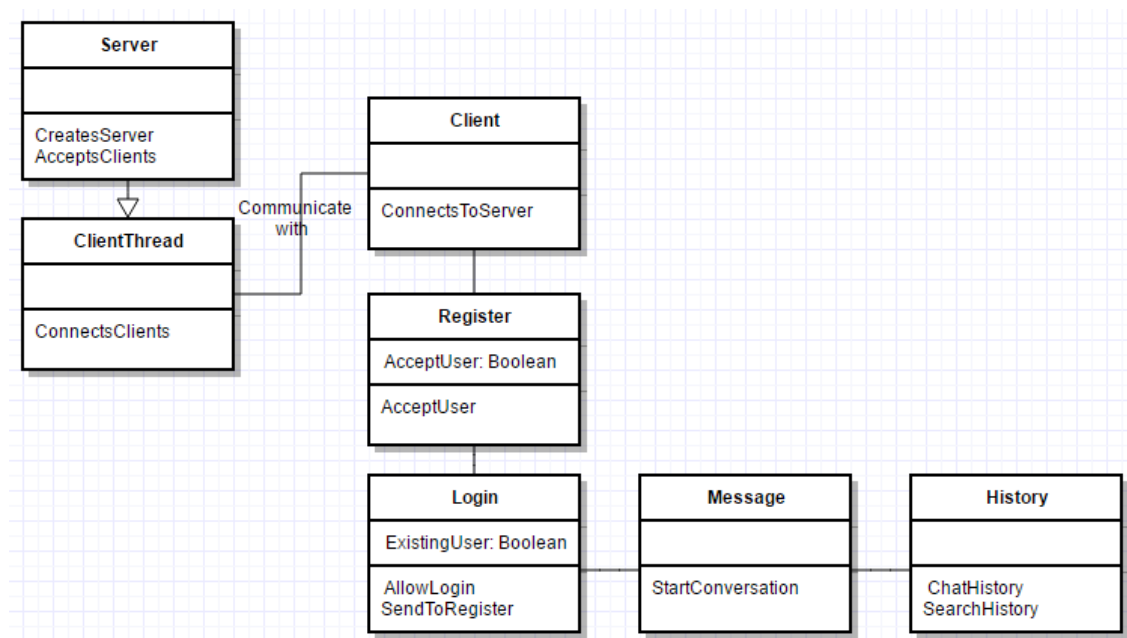 Server
CreatesServer
AcceptsClients
ClientThread
ConnectsClients
Communicate
with
Client
ConnectsToServer
Register
AcceptUser: Boolean
AcceptUser
Login
ExistingUser: Boolean
AllowLogin
SendToRegister
Message
StartConversation
History
ChatHistory
SearchHistory